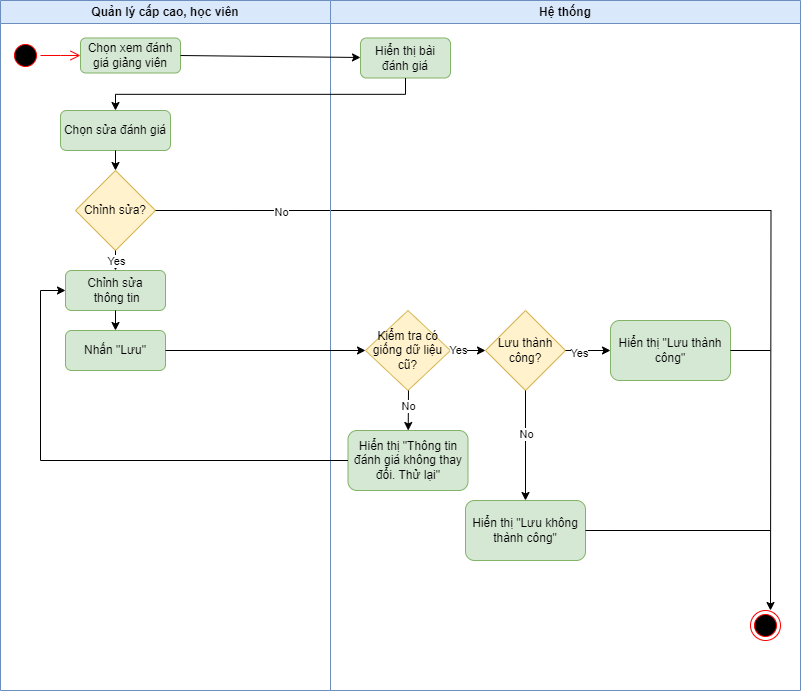 Quản lý cấp cao, học viên
Hệ thống
Chọn xem đánh
giá giảng viên
Hiển thị bài
đánh giá
Chọn sửa đánh giá
Chỉnh sửa?
No
Yes
Chỉnh sửa
thông tin
Nhấn "Lưu"
Kiểm tra có
giống dữ liệu
cũ?
Yes
Lưu thành
công?
Yes
Hiển thị "Lưu thành
công"
No
Hiển thị "Thông tin
đánh giá không thay
đổi. Thử lại"
No
Hiển thị "Lưu không
thành công"